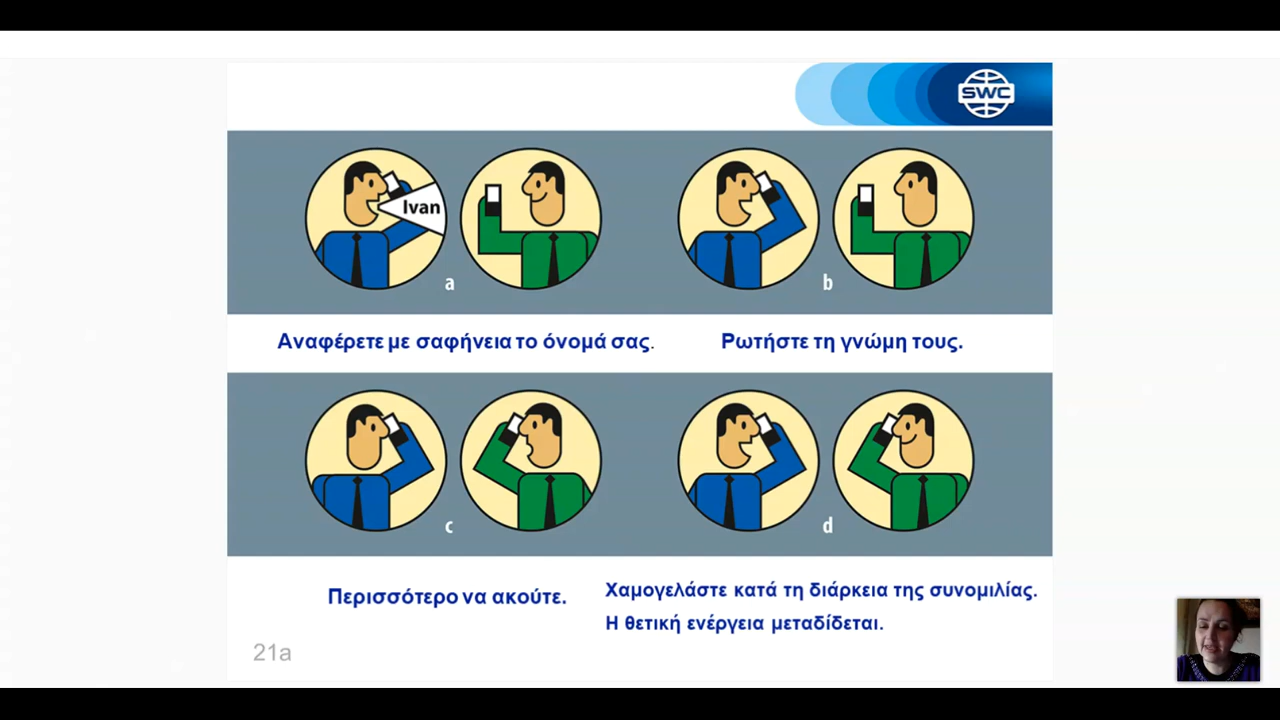 SWC
Ivan
a
b
Αναφέρετε με σαφήνεια το όνομά σας.
Ρωτήστε τη γνώμη τους.
c
d
Περισσότερο να ακούτε.
Χαμογελάστε κατά τη διάρκεια της συνομιλίας.
Η θετική ενέργεια μεταδίδεται.
21a